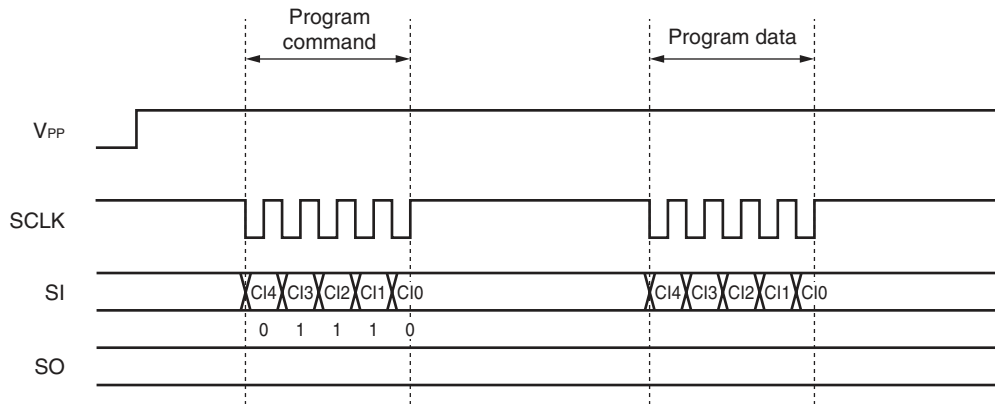 Program
command
Program data
VPP
SCLK
SI CI4 CI3 CI2 CI1 CI0 CI4 CI3 CI2 CI1 CI0
0 1 1 1 0
SO